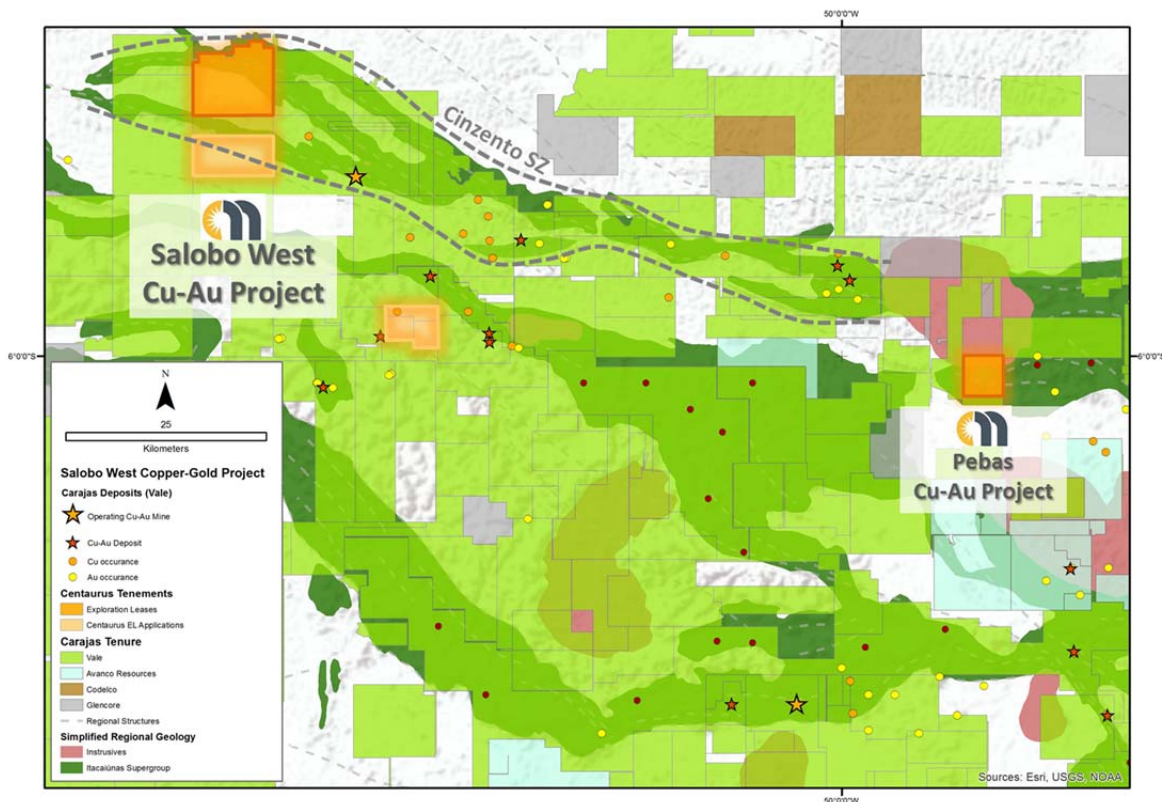 50°0'0"W
Cinzento SZ
Salobo West
Cu-Au Project
6°0'0"S
6°0'0"S
Pebas
Cu-Au Project
N
25
Kilometers
Salobo West Copper-Gold Project
Carajas Deposits (Vale)
Operating Cu-Au Mine
Cu-Au Deposit
Cu occurance
Au occurance
Centaurus Tenements
Exploration Leases
Centaurus EL Applications
Carajas Tenure
Vale
Avanco Resources
Codelco
Glencore
Regional Structures
Simplified Regional Geology
Instrusives
Itacaiúnas Supergroup
Sources: Esri, USGS, NOAA
50°0'0"W